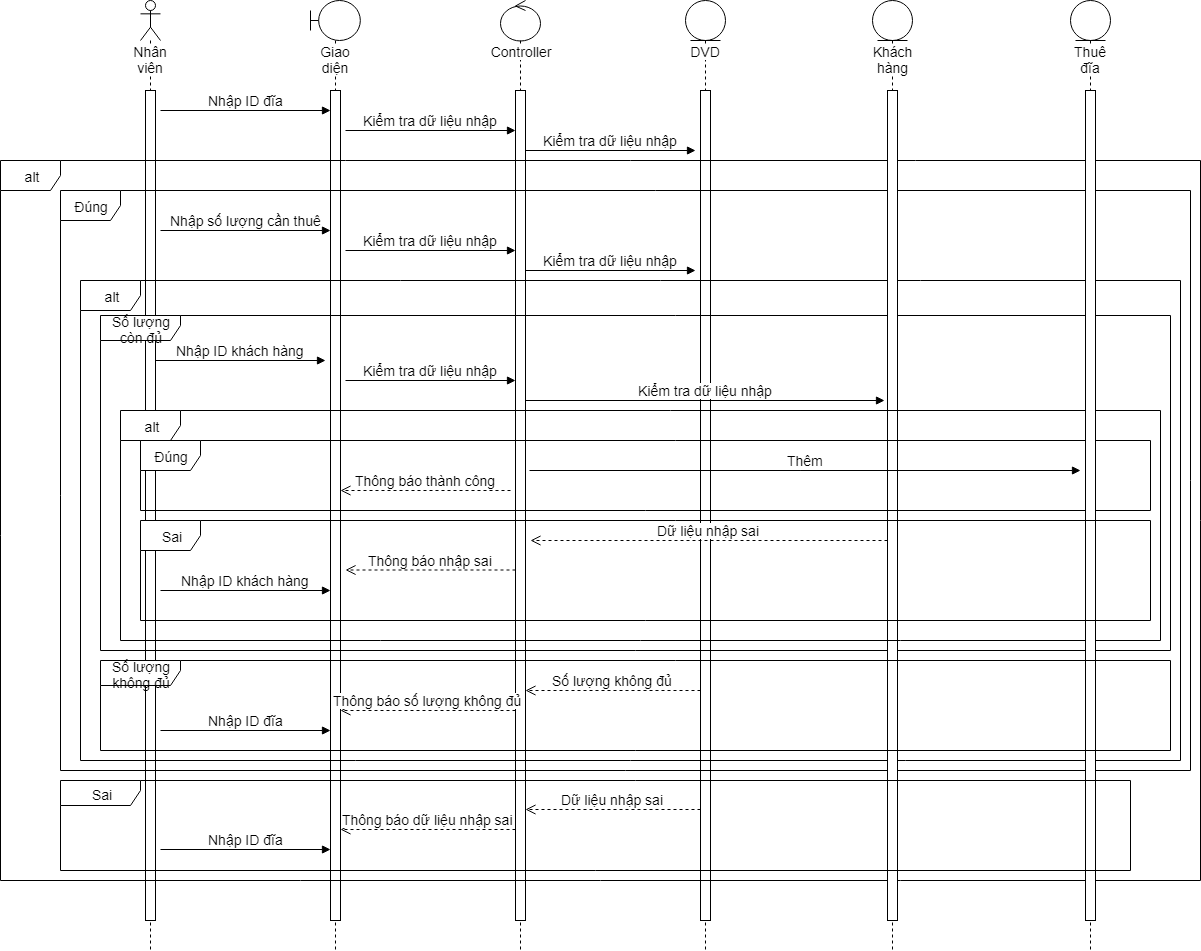 Nhân
viên
Giao
diện
Controller
DVD
Khách
hàng
Thuê
đĩa
Nhập ID đĩa
Kiểm tra dữ liệu nhập
Kiểm tra dữ liệu nhập
alt
Đúng
Nhập số lượng cần thuê
Kiểm tra dữ liệu nhập
Kiểm tra dữ liệu nhập
alt
Số lượng
còn đủ
Nhập ID khách hàng
Kiểm tra dữ liệu nhập
Kiểm tra dữ liệu nhập
alt
Đúng
Thêm
Thông báo thành công
Sai
Dữ liệu nhập sai
Thông báo nhập sai
Nhập ID khách hàng
Số lượng
không đủ
Số lượng không đủ
Thông báo số lượng không đủ
Nhập ID đĩa
Sai
Dữ liệu nhập sai
Thông báo dữ liệu nhập sai
Nhập ID đĩa